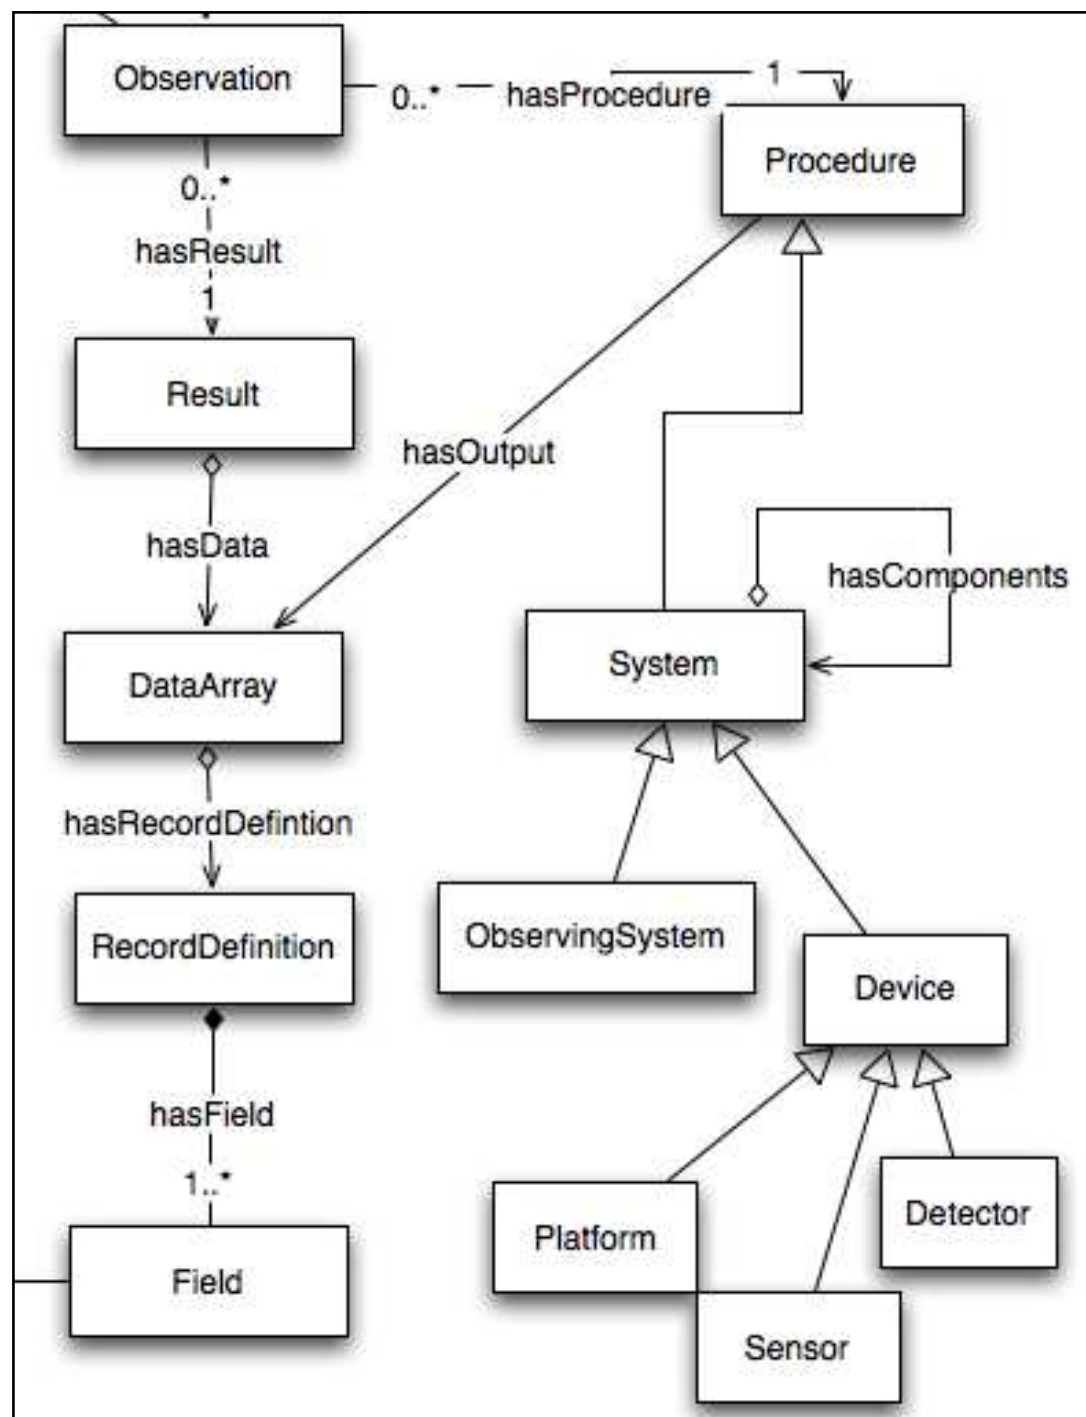 Observation
0..*
hasProcedure
1
Procedure
0..*
hasResult
1
Result
hasOutput
hasData
hasComponents
System
DataArray
hasRecordDefintion
ObservingSystem
RecordDefinition
Device
hasField
1..*
Platform
Detector
Field
Sensor